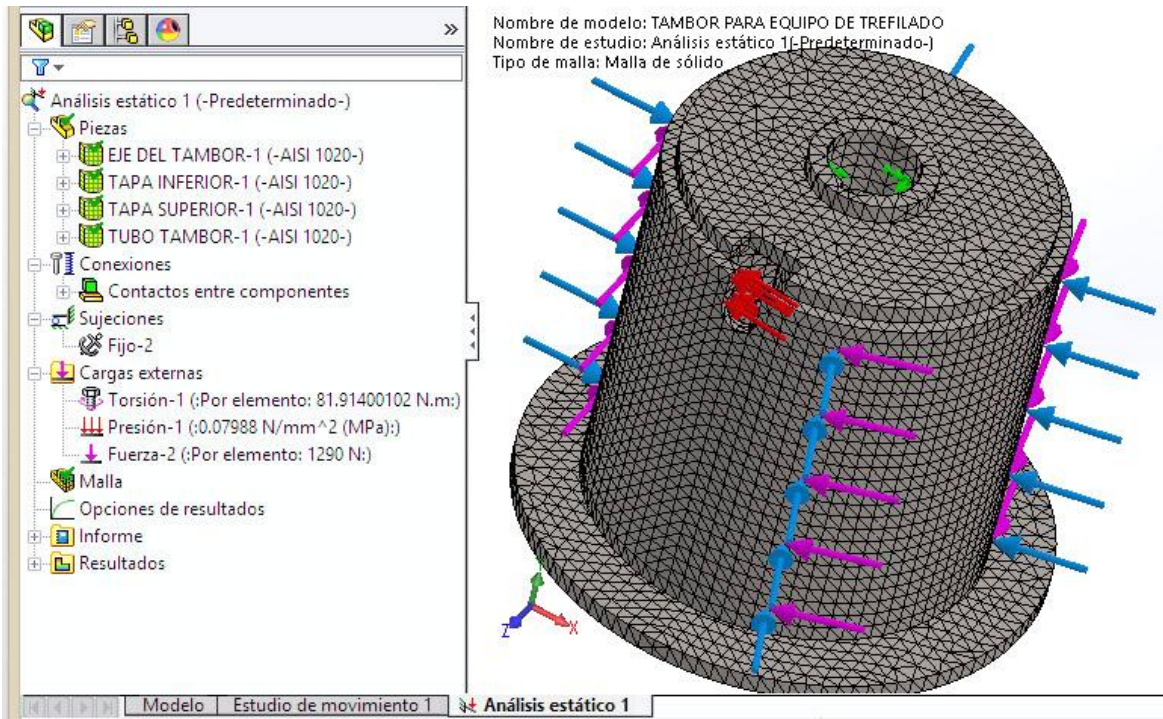 Nombre de modelo: TAMBOR PARA EQUIPO DE TREFILADO
Nombre de estudio: Análisis estático 1(-Predeterminado-)
Tipo de malla: Malla de sólido
Análisis estático 1 (-Predeterminado-)
Piezas
EJE DEL TAMBOR-1 (-AISI 1020-)
TAPA INFERIOR-1 (-AISI 1020-)
TAPA SUPERIOR-1 (-AISI 1020-)
TUBO TAMBOR-1 (-AISI 1020-)
Conexiones
Contactos entre componentes
Sujeciones
Fijo-2
Cargas externas
Torsión-1 (:Por elemento: 81.91400102 N.m:)
Presión-1 (:0.07988 N/mm^2 (MPa):)
Fuerza-2 (:Por elemento: 1290 N:)
Malla
Opciones de resultados
Informe
Resultados
Z X
Modelo Estudio de movimiento 1 Análisis estático 1